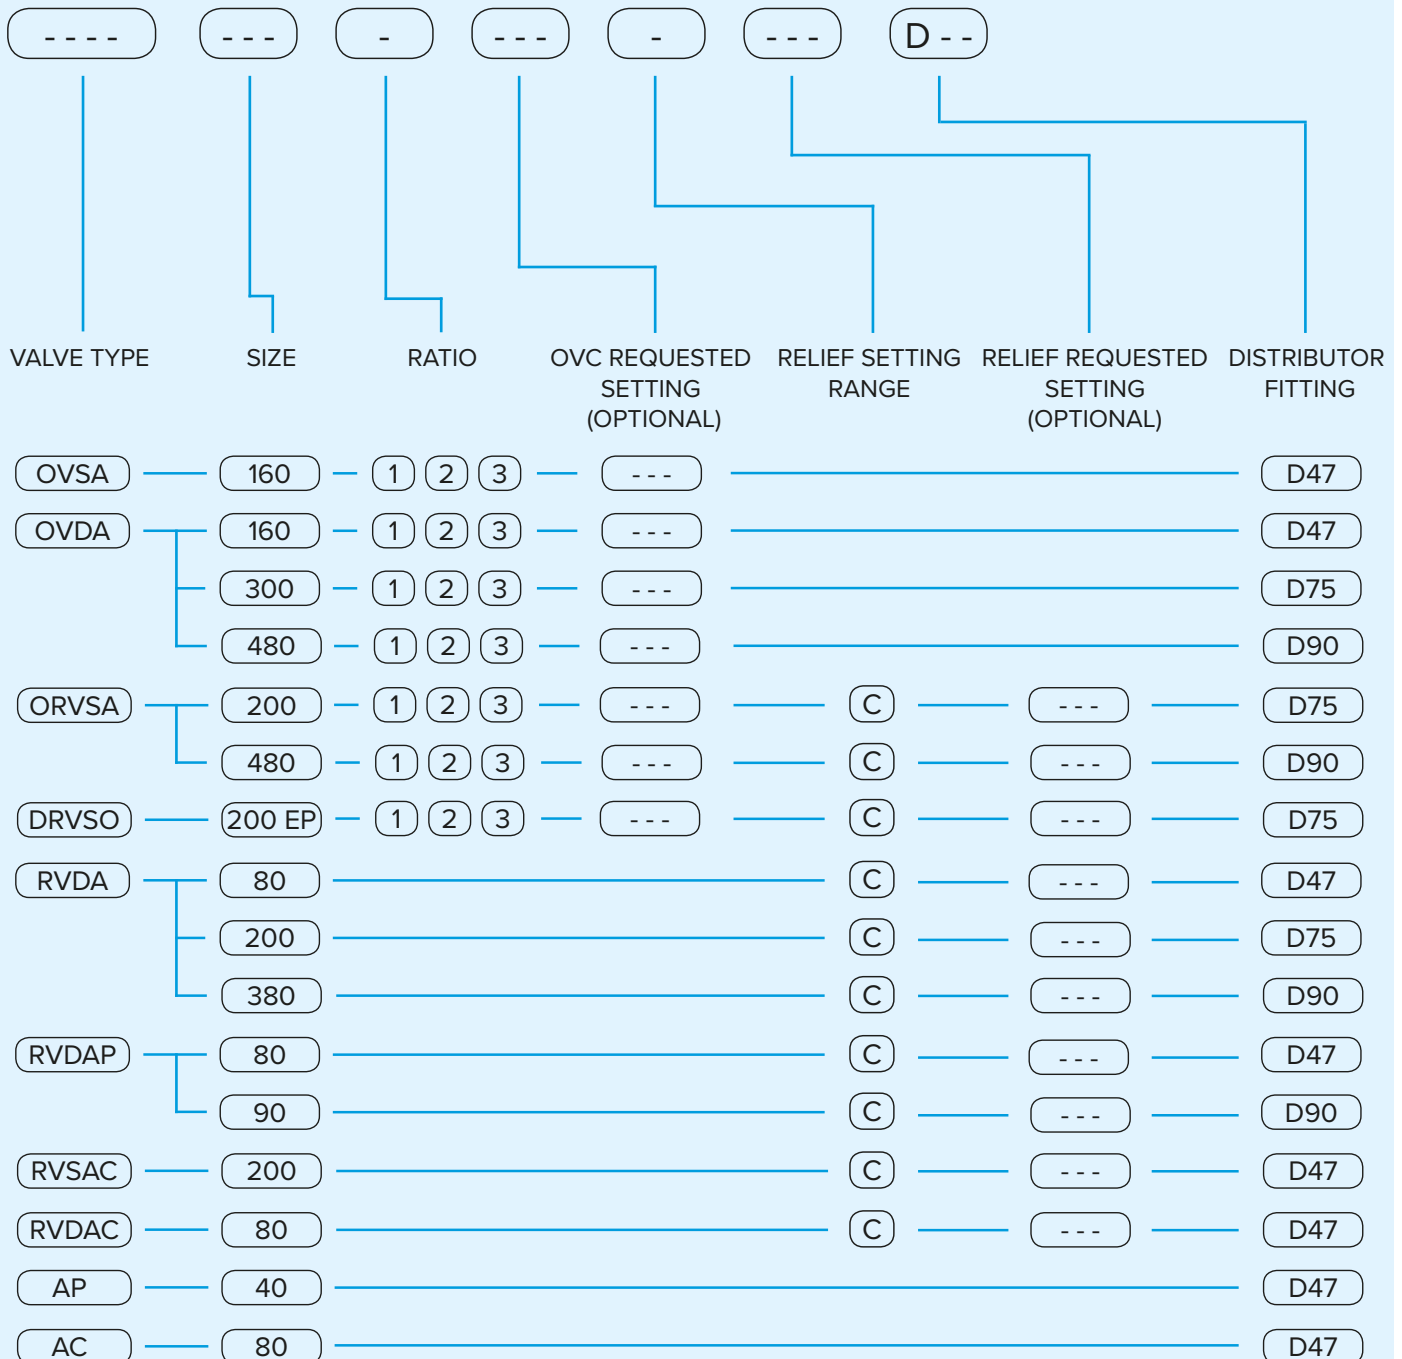 ---- --- - --- - --- D--
VALVE TYPE SIZE RATIO OVC REQUESTED RELIEF SETTING RELIEF REQUESTED DISTRIBUTOR
SETTING RANGE SETTING FITTING
(OPTIONAL) (OPTIONAL)
OVSA 160 1 2 3 --- D47
OVDA 160 1 2 3 --- D47
300 1 2 3 --- D75
480 1 2 3 --- D90
ORVSA 200 1 2 3 --- C --- D75
480 1 2 3 --- C --- D90
DRVSO 200 EP 1 2 3 --- C --- D75
RVDA 80 C --- D47
200 C --- D75
380 C --- D90
RVDAP 80 C --- D47
90 C --- D90
RVSAC 200 C --- D47
RVDAC 80 C --- D47
AP 40 D47
AC 80 D47